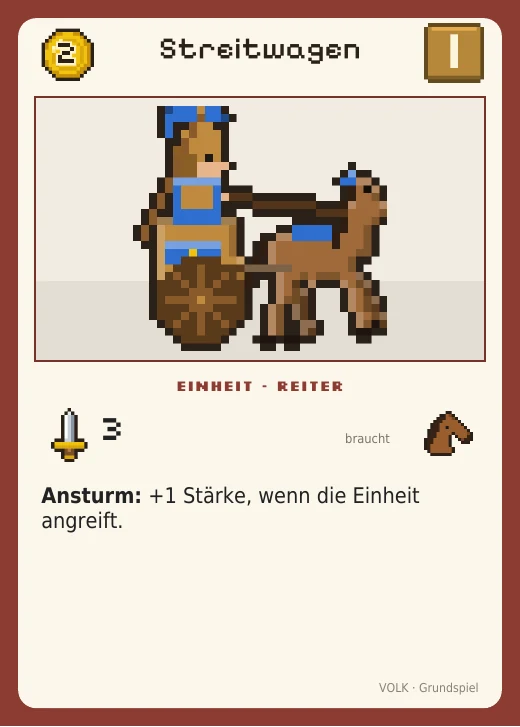 2
Streitwagen
I
EINHEIT - REITER
3
braucht
Ansturm: +1 Stärke, wenn die Einheit
angreift.
VOLK · Grundspiel